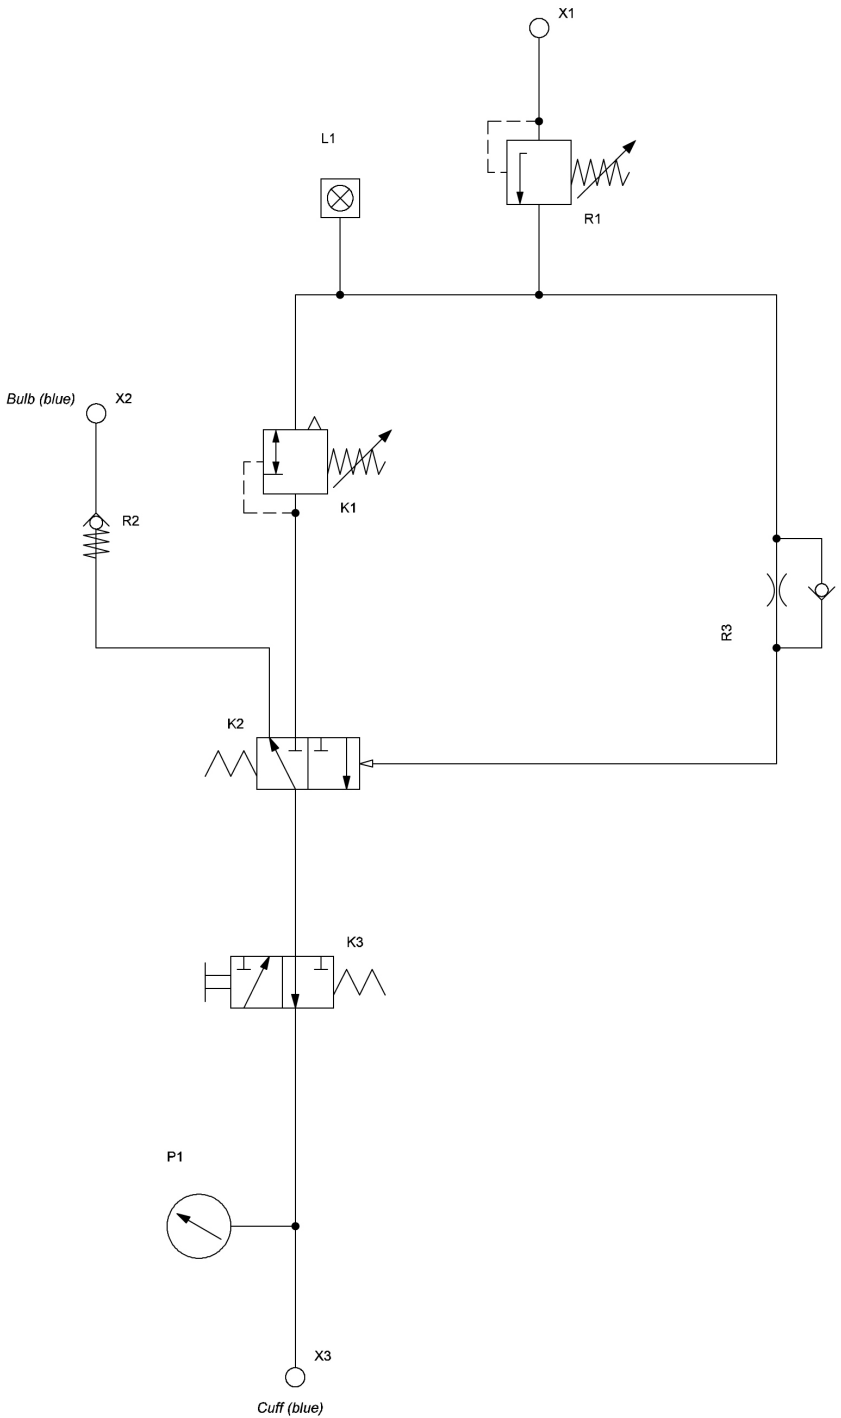 X1
L1
R1
Bulb (blue)
X2
R2
K1
R3
K2
K3
P1
X3
Cuff (blue)